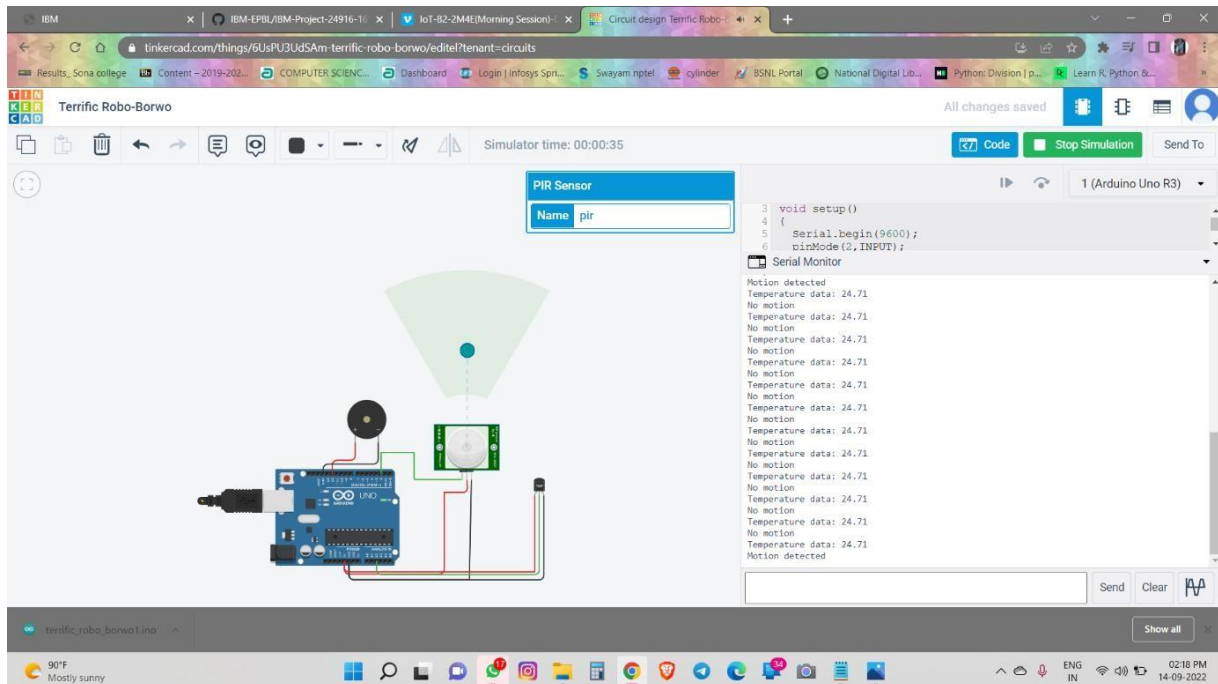 IBM
IBM-EPBL/IBM-Project-24916-16
IoT-B2-2M4E(Morning Session)-
Circuit design Terrific Robo-
tinkercad.com/things/6UsPU3UdSAm-terrific-robo-borwo/editel?tenant=circuits
Results, Sona college
Content – 2019-202...
COMPUTER SCIENC...
Dashboard
Login | Infosys Spri...
Swayam nptel
cylinder
BSNL Portal
National Digital Lib...
Python: Division | p...
Learn R, Python &...
TIN
KER
CAD
Terrific Robo-Borwo
All changes saved
Simulator time: 00:00:35
Code
Stop Simulation
Send To
PIR Sensor
Name pir
1 (Arduino Uno R3)
3 void setup()
4 {
5 Serial.begin(9600);
6 pinMode(2,INPUT);
Serial Monitor
Motion detected
Temperature data: 24.71
No motion
Temperature data: 24.71
No motion
Temperature data: 24.71
No motion
Temperature data: 24.71
No motion
Temperature data: 24.71
No motion
Temperature data: 24.71
No motion
Temperature data: 24.71
No motion
Temperature data: 24.71
No motion
Temperature data: 24.71
No motion
Temperature data: 24.71
No motion
Temperature data: 24.71
No motion
Temperature data: 24.71
Motion detected
UNO
Send
Clear
terrific_robo_borwo1.ino
Show all
90°F
Mostly sunny
17
34
ENG
IN
02:18 PM
14-09-2022